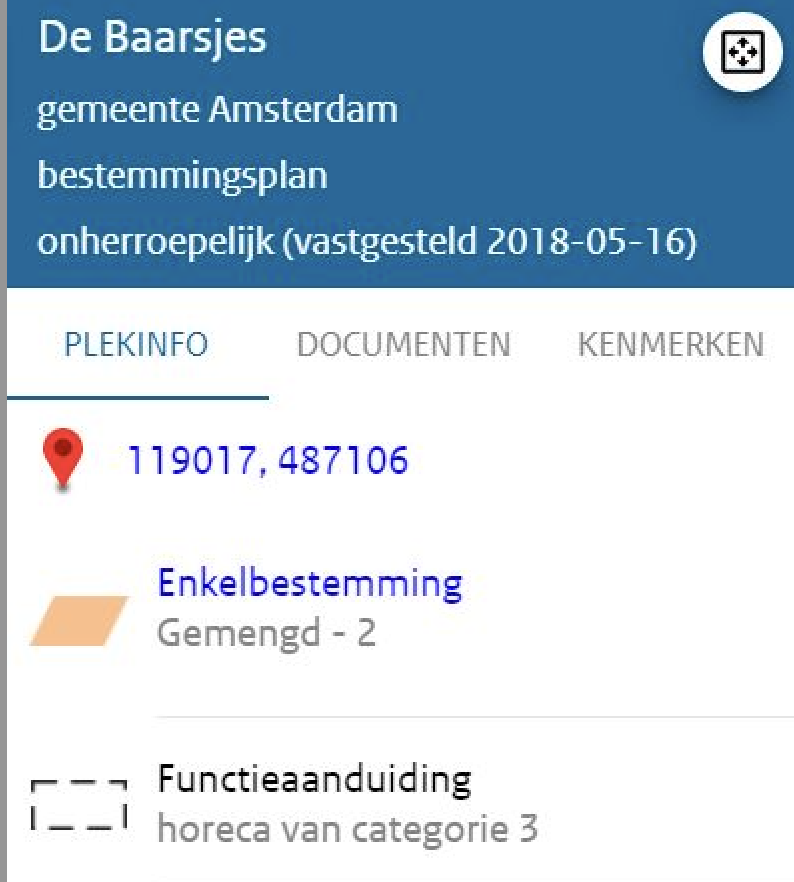 De Baarsjes
gemeente Amsterdam
bestemmingsplan
onherroepelijk (vastgesteld 2018-05-16)
PLEKINFO DOCUMENTEN KENMERKEN
119017, 487106
Enkelbestemming
Gemengd - 2
Functieaanduiding
horeca van categorie 3